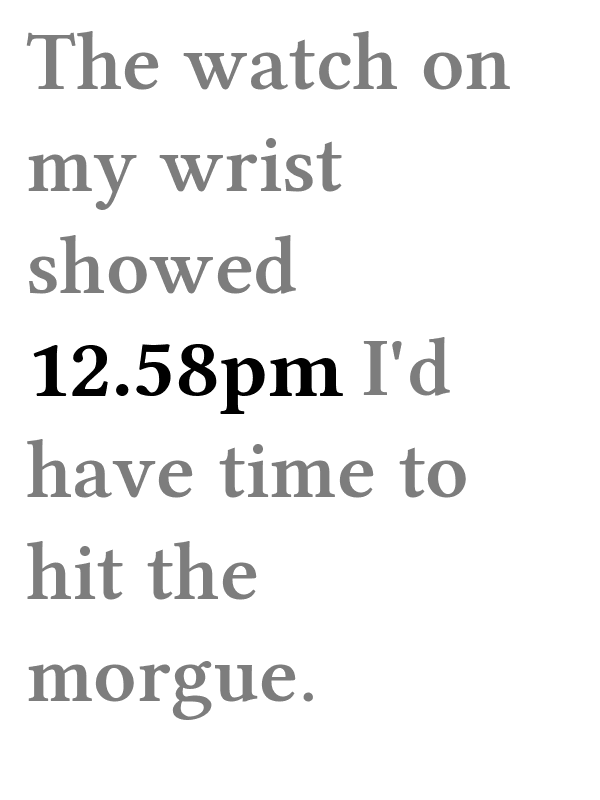 The watch on
my wrist
showed
12.58pm I'd
have time to
hit the
morgue.